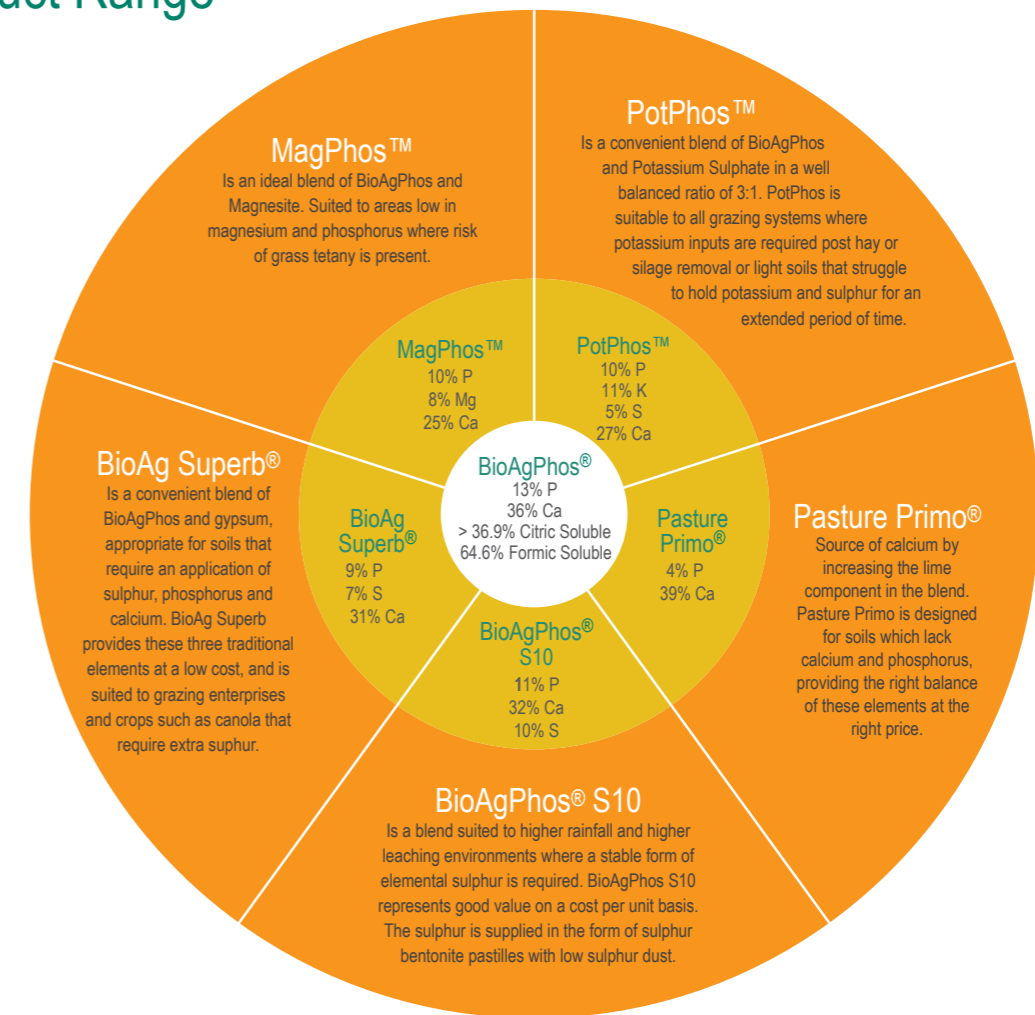 Range
MagPhos™
Is an ideal blend of BioAgPhos and
Magnesite. Suited to areas low in
magnesium and phosphorus where risk
of grass tetany is present.
PotPhos™
Is a convenient blend of BioAgPhos
and Potassium Sulphate in a well
balanced ratio of 3:1. PotPhos is
suitable to all grazing systems where
potassium inputs are required post hay or
silage removal or light soils that struggle
to hold potassium and sulphur for an
extended period of time.
MagPhos™
10% P
8% Mg
25% Ca
PotPhos™
10% P
11% K
5% S
27% Ca
BioAgPhos®
13% P
36% Ca
> 36.9% Citric Soluble
64.6% Formic Soluble
BioAg Superb®
Is a convenient blend of
BioAgPhos and gypsum,
appropriate for soils that
require an application of
sulphur, phosphorus and
calcium. BioAg Superb
provides these three traditional
elements at a low cost, and is
suited to grazing enterprises
and crops such as canola that
require extra suphur.
BioAg
Superb®
9% P
7% S
31% Ca
Pasture
Primo®
4% P
39% Ca
Pasture Primo®
Source of calcium by
increasing the lime
component in the blend.
Pasture Primo is designed
for soils which lack
calcium and phosphorus,
providing the right balance
of these elements at the
right price.
BioAgPhos®
S10
11% P
32% Ca
10% S
BioAgPhos® S10
Is a blend suited to higher rainfall and higher
leaching environments where a stable form of
elemental sulphur is required. BioAgPhos S10
represents good value on a cost per unit basis.
The sulphur is supplied in the form of sulphur
bentonite pastilles with low sulphur dust.